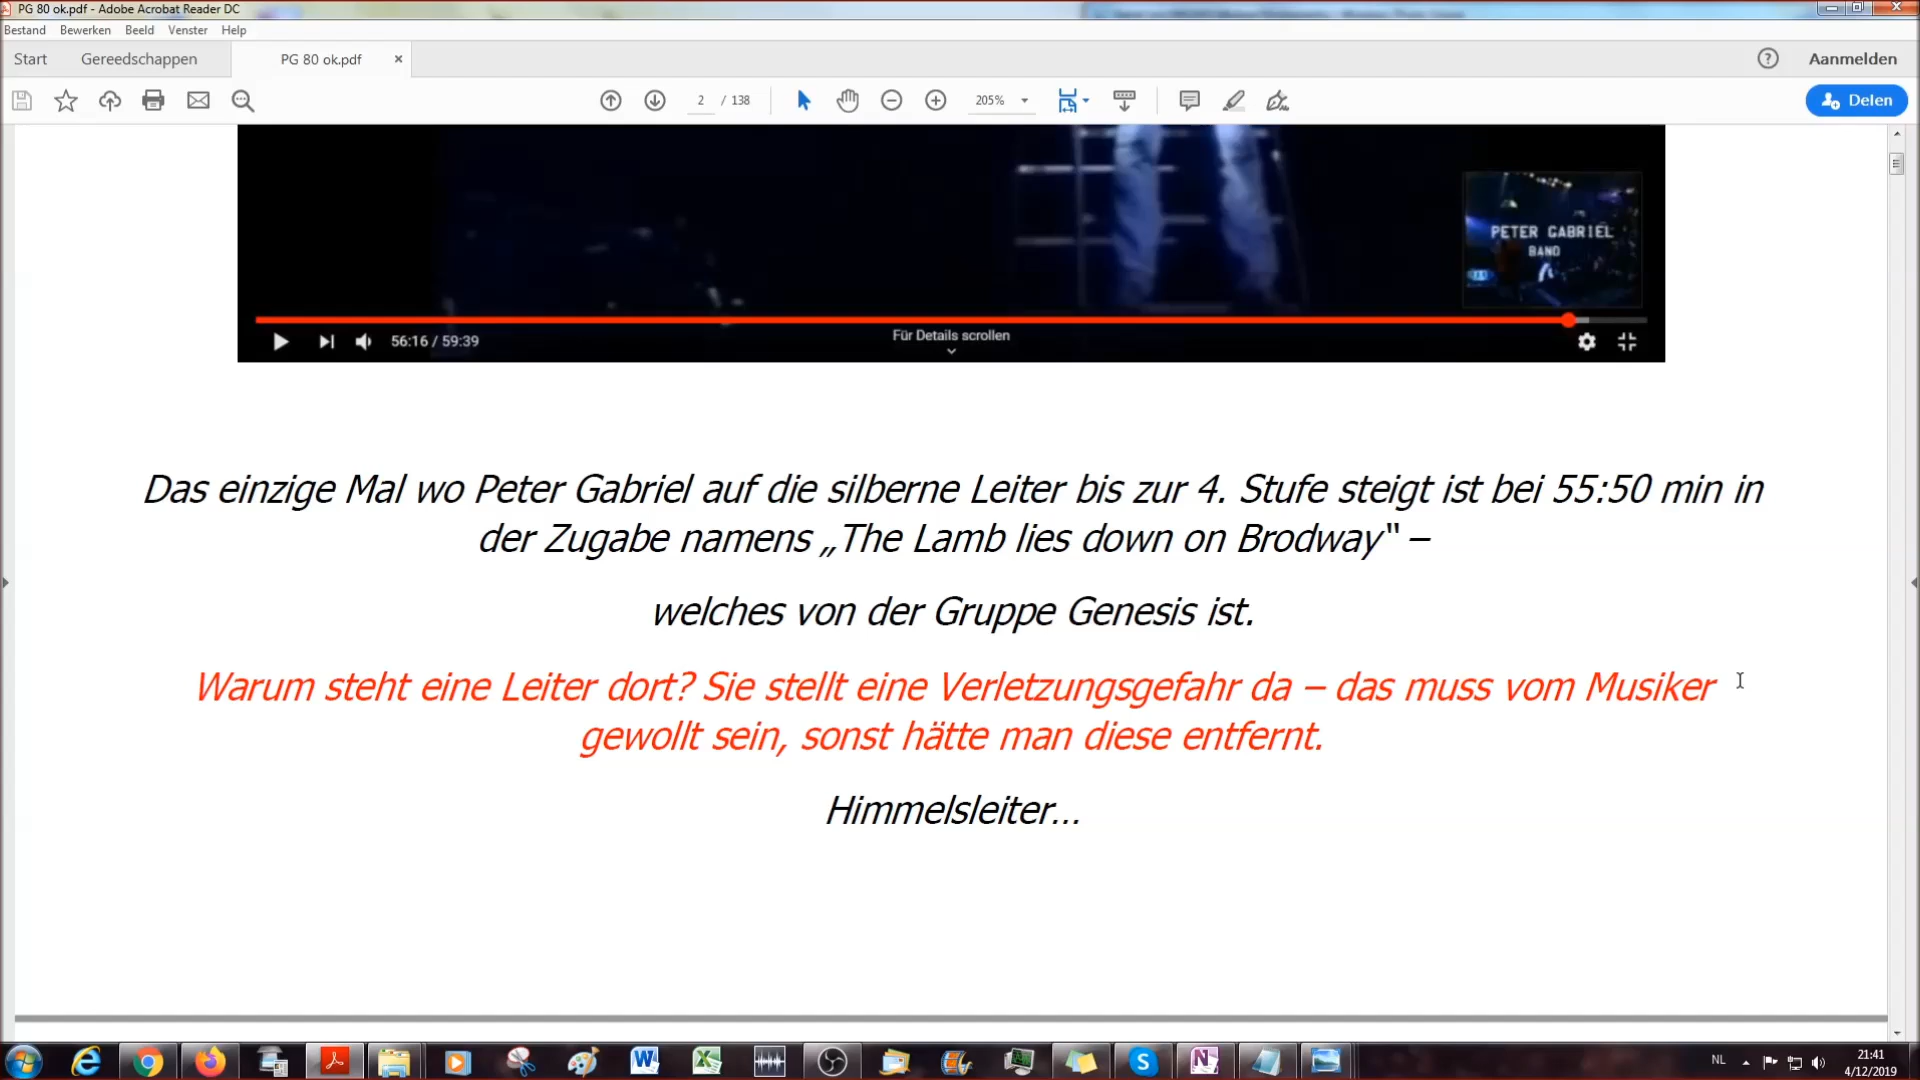 PG 80 ok.pdf - Adobe Acrobat Reader DC
Bestand Bewerken Beeld Venster Help
Start Gereedschappen PG 80 ok.pdf × Aanmelden
2 / 138 205% Delen
PETER GABRIEL
BAND
Für Details scrollen
56:16 / 59:39
Das einzige Mal wo Peter Gabriel auf die silberne Leiter bis zur 4. Stufe steigt ist bei 55:50 min in
der Zugabe namens „The Lamb lies down on Brodway“ –
welches von der Gruppe Genesis ist.
Warum steht eine Leiter dort? Sie stellt eine Verletzungsgefahr da – das muss vom Musiker
gewollt sein, sonst hätte man diese entfernt.
Himmelsleiter...
NL
21:41
4/12/2019